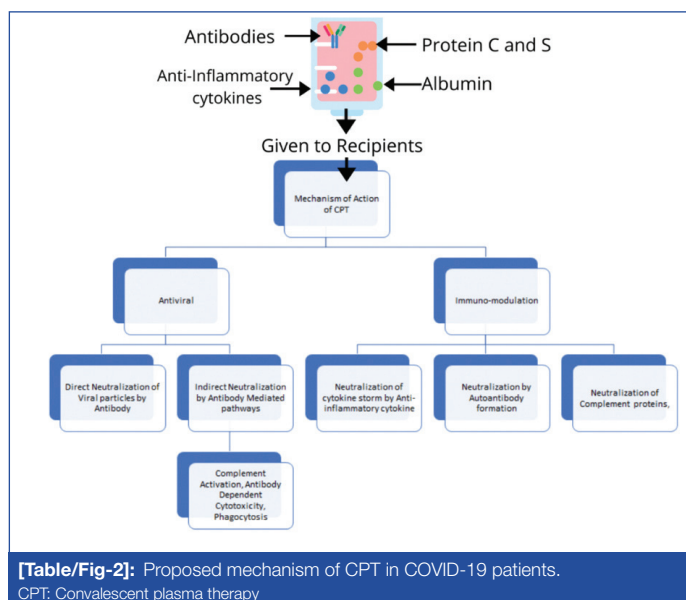 Antibodies
Protein C and S
Anti-Inflammatory
cytokines
Albumin
Given to Recipients
Mechanism of Action
of CPT
Antiviral
Immuno-modulation
Direct Neutralization of
Viral particles by
Antibody
Indirect Neutralization
by Antibody Mediated
pathways
Neutralization of
cytokine storm by Anti-
inflammatory cytokine
Neutralization by
Autoantibody
formation
Neutralization of
Complement proteins,
Complement
Activation, Antibody
Dependent
Cytotoxicity,
Phagocytosis
[Table/Fig-2]: Proposed mechanism of CPT in COVID-19 patients.
CPT: Convalescent plasma therapy